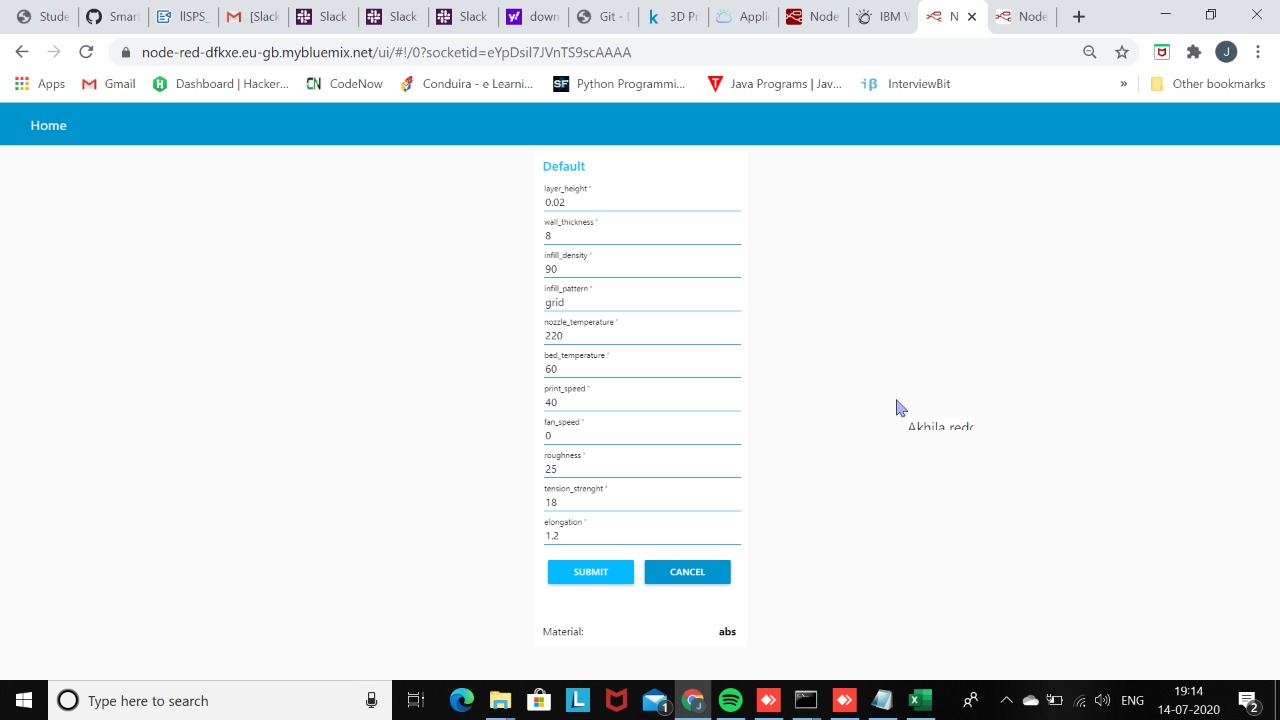 Stude
Smar
IISPS_
[Slack
Slack
Slack
Slack
down
Git - (
3D Pr
Appli
Node
IBM V
N
Node
node-red-dfkxe.eu-gb.mybluemix.net/ui/#!/0?socketid=eYpDsil7JVnTS9scAAAA
J
Apps
Gmail
Dashboard | Hacker...
CodeNow
Conduira - e Learni...
Python Programmi...
Java Programs | Jav...
InterviewBit
»
Other bookmarks
Home
Default
layer_height *
0.02
wall_thickness *
8
infill_density *
90
infill_pattern *
grid
nozzle_temperature *
220
bed_temperature *
60
print_speed *
40
fan_speed *
0
roughness *
25
tension_strenght *
18
elongation *
1.2
SUBMIT
CANCEL
Material:
abs
Akhila redd
Type here to search
ENG
19:14
14-07-2020